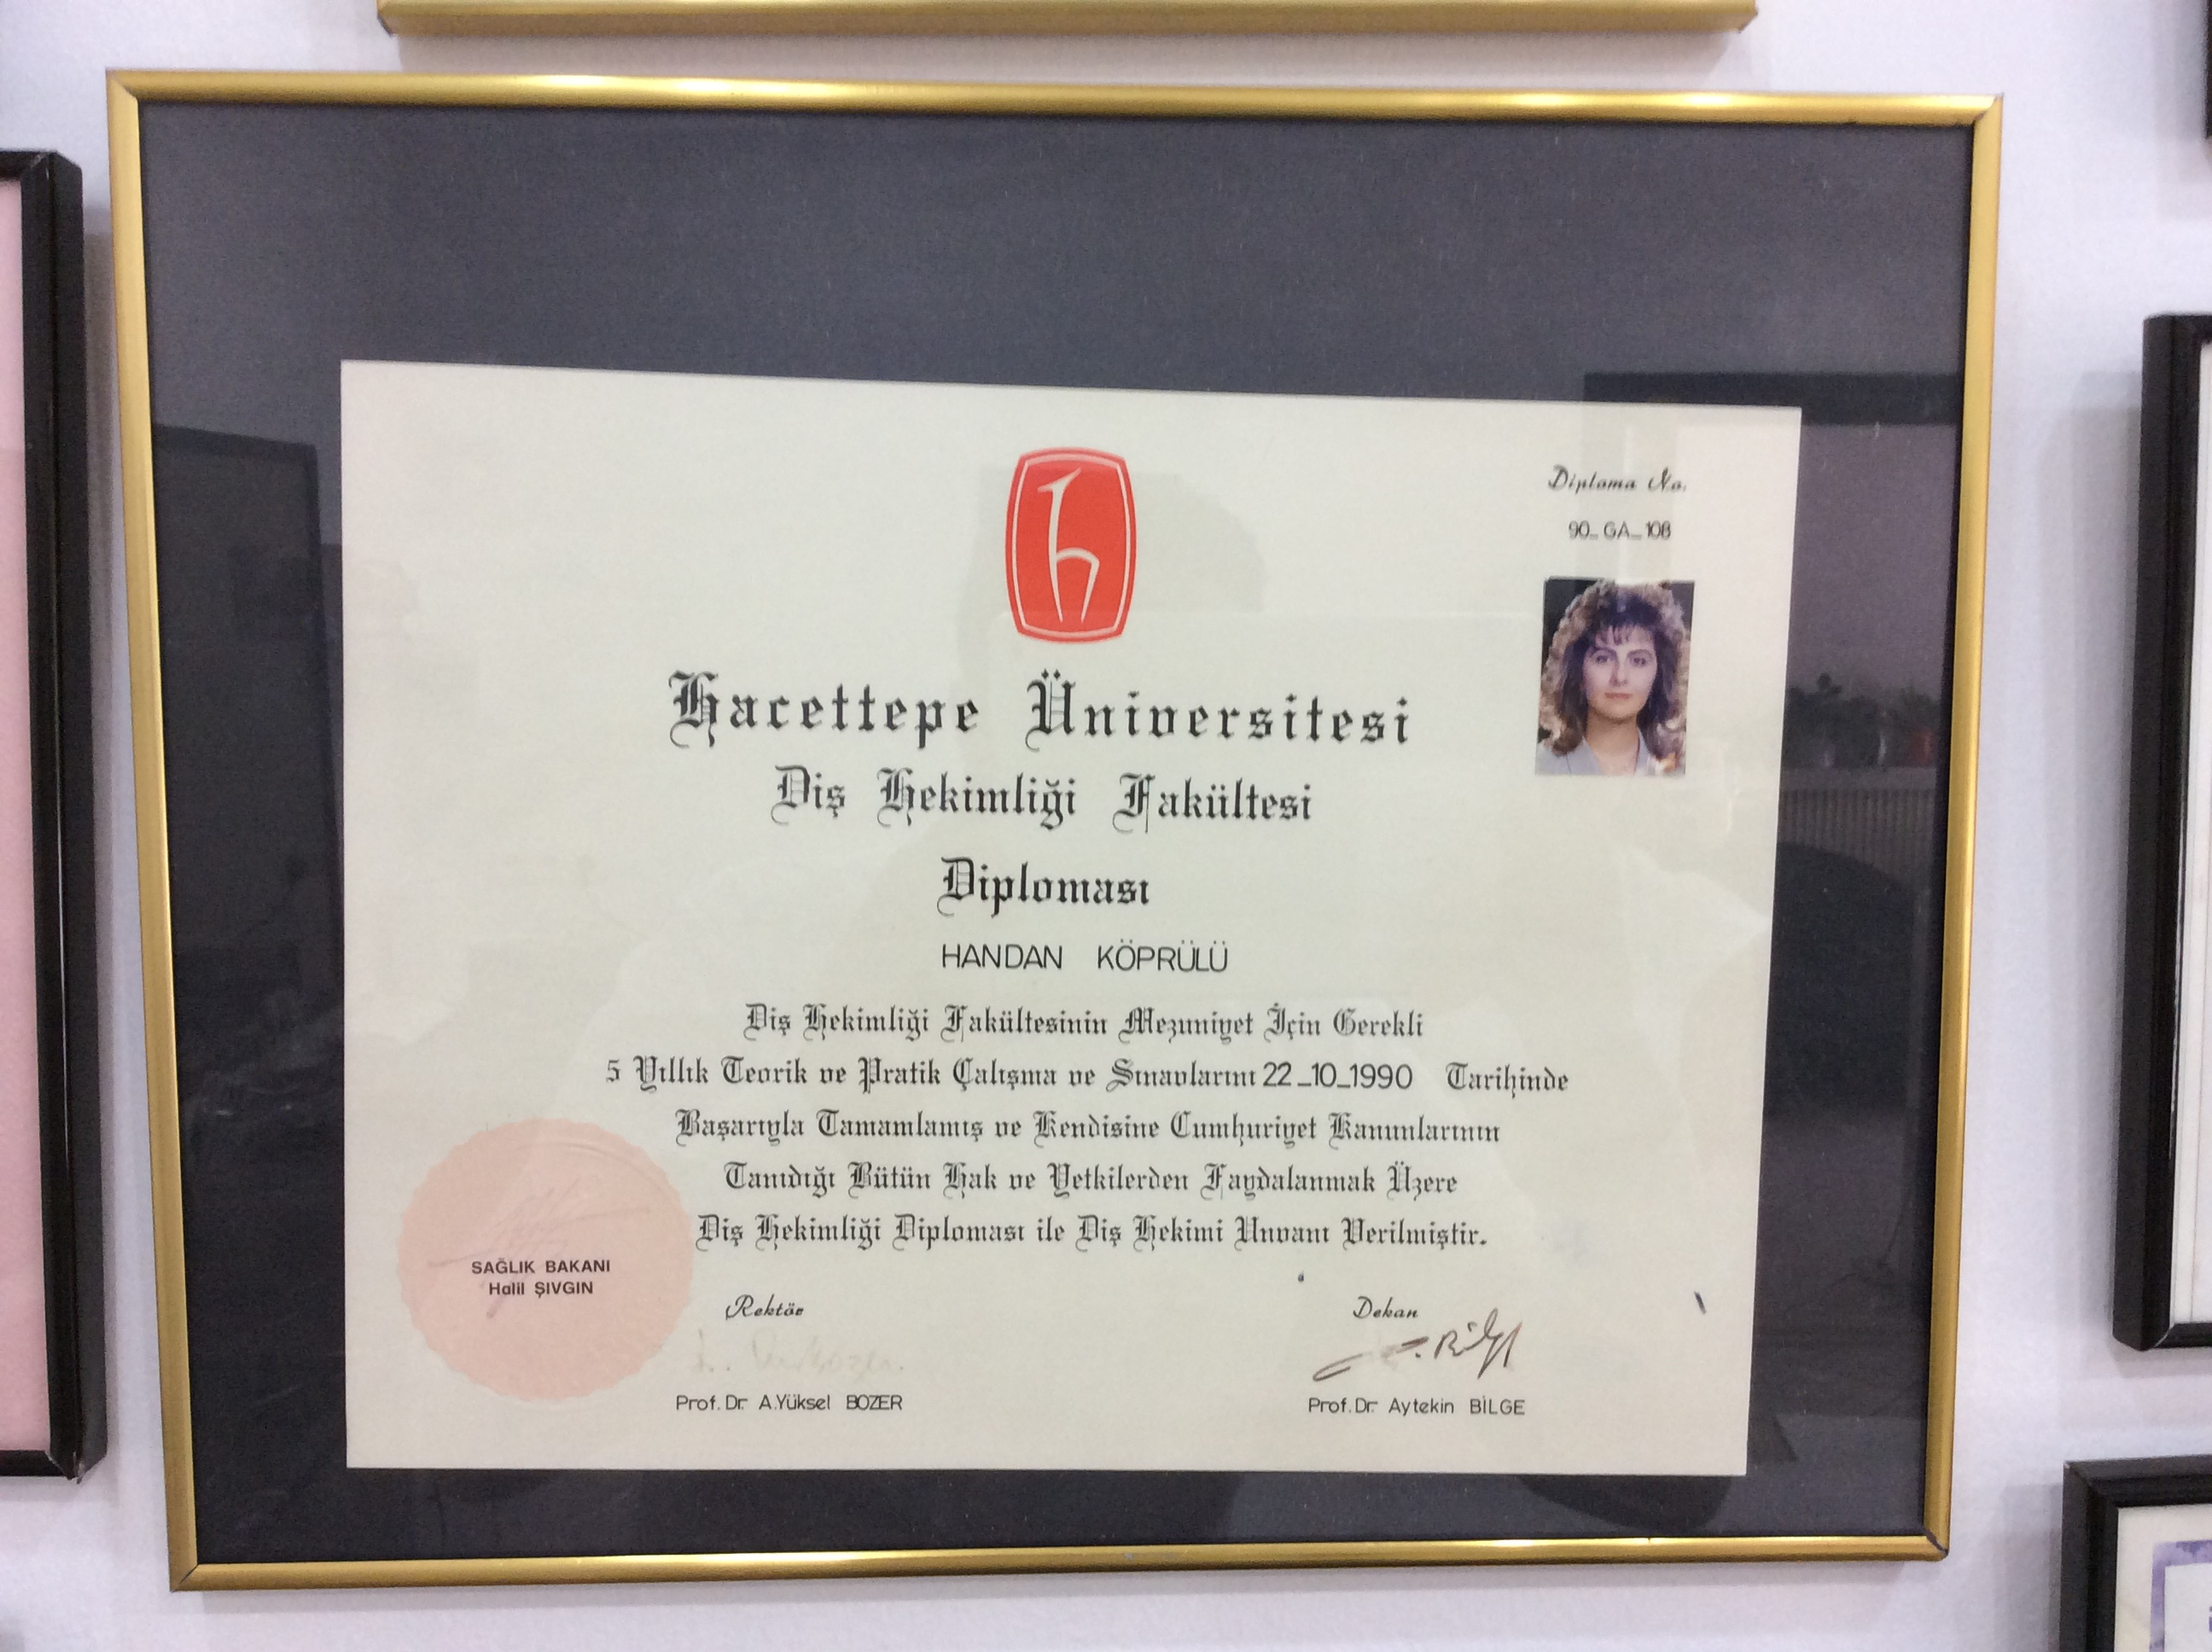 Diploma No.
90_ GA_108
Hacettepe Üniversitesi
Diş Hekimliği Fakültesi
Diploması
HANDAN KÖPRÜLÜ
Diş Hekimliği Fakültesinin Mezuniyet İçin Gerekli
5 Yıllık Teorik ve Pratik Çalışma ve Sınavlarını 22_10_1990 Tarihinde
Başarıyla Tamamlamış ve Kendisine Cumhuriyet Kanunlarının
Tanıdığı Bütün Hak ve Yetkilerden Faydalanmak Üzere
Diş Hekimliği Diploması ile Diş Hekimi Unvanı Verilmiştir.
SAĞLIK BAKANI
Halil ŞIVGIN
Rektör
Prof. Dr. A.Yüksel BOZER
Dekan
Prof. Dr. Aytekin BİLGE